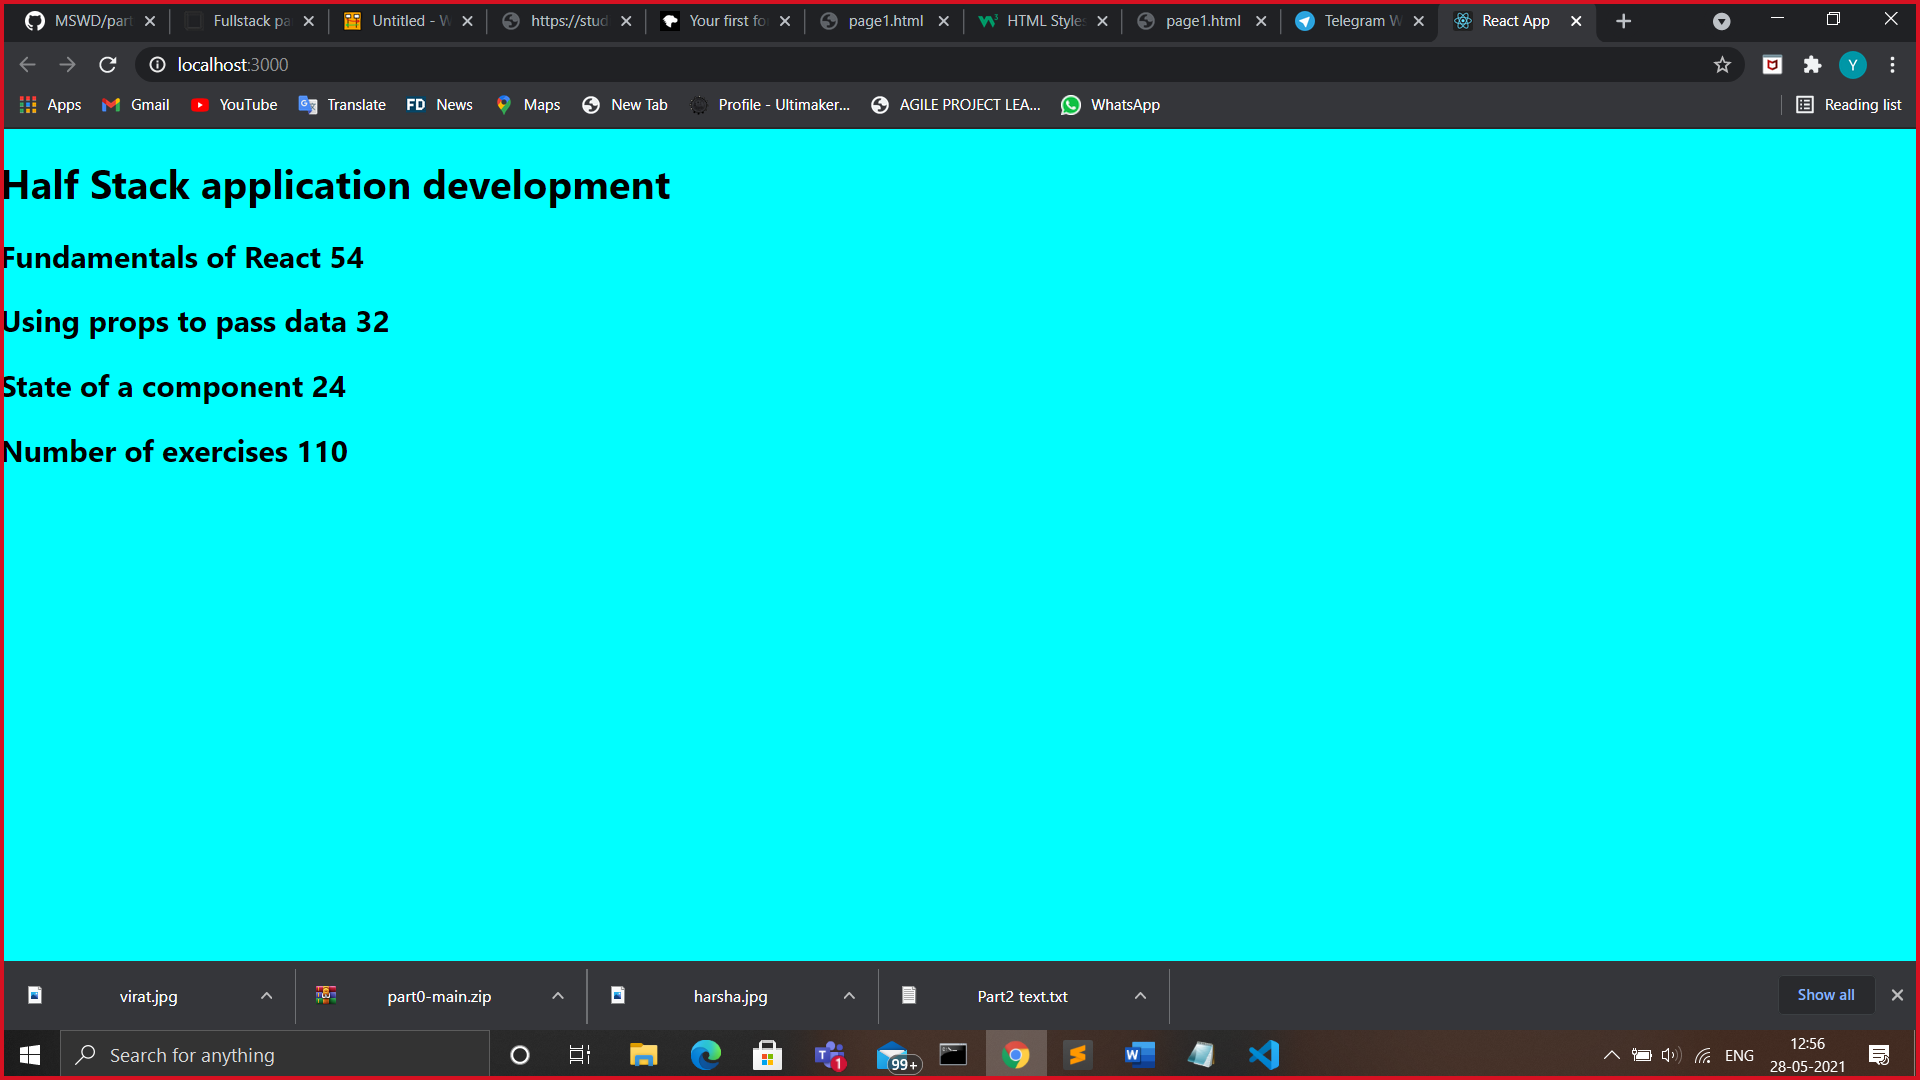 MSWD/part
Fullstack pa
Untitled - W
https://stud
Your first fo
page1.html
HTML Styles
page1.html
Telegram W
React App
localhost:3000
Y
Apps
Gmail
YouTube
Translate
FD News
Maps
New Tab
Profile - Ultimaker...
AGILE PROJECT LEA...
WhatsApp
Reading list
Half Stack application development
Fundamentals of React 54
Using props to pass data 32
State of a component 24
Number of exercises 110
virat.jpg
part0-main.zip
harsha.jpg
Part2 text.txt
Show all
Search for anything
1
99+
ENG
12:56
28-05-2021